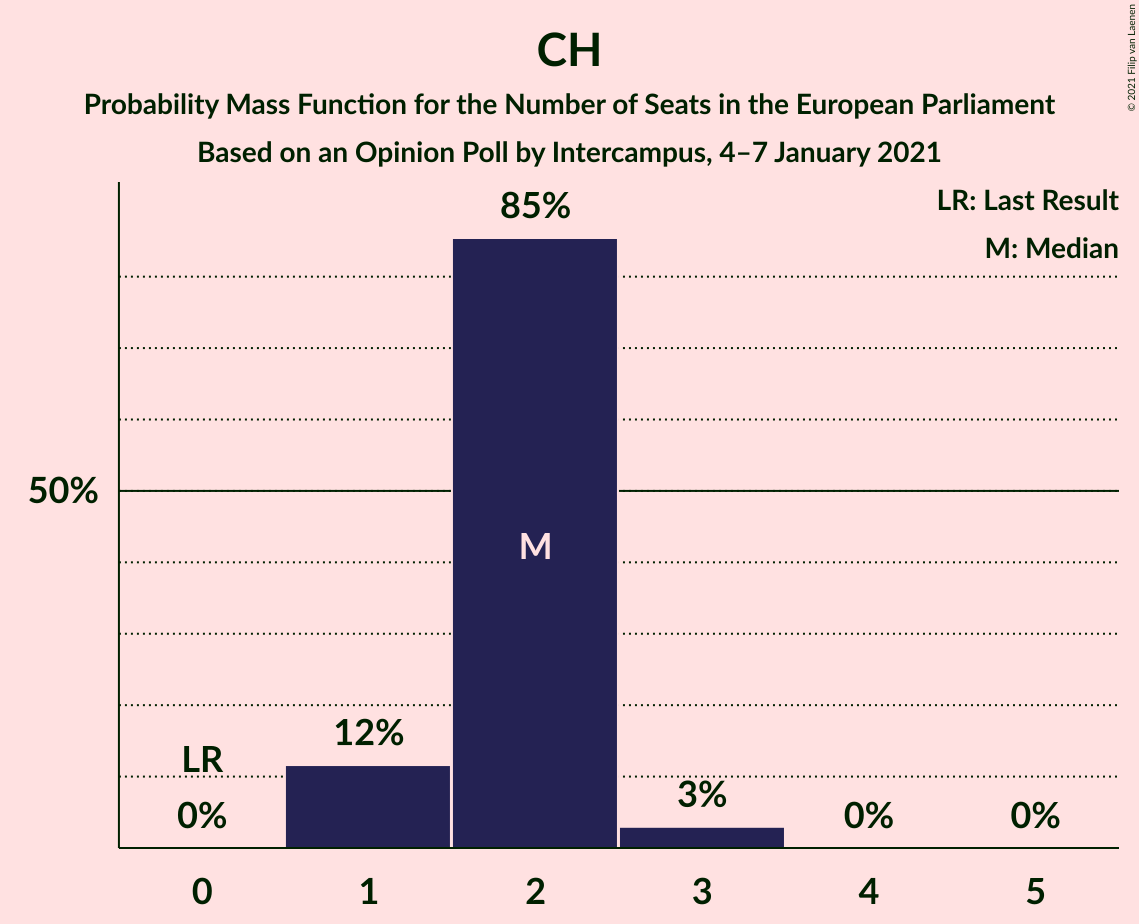 CH
Probability Mass Function for the Number of Seats in the European Parliament
Based on an Opinion Poll by Intercampus, 4–7 January 2021
© 2021 Filip van Laenen
LR: Last Result
M: Median
85%
50%
M
12%
LR
3%
0%
0%
0%
0 1 2 3 4 5